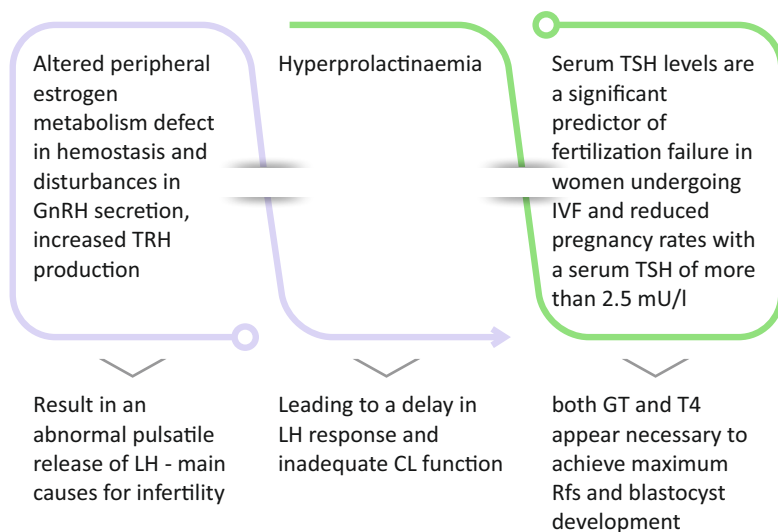 Altered peripheral
estrogen
metabolism defect
in hemostasis and
disturbances in
GnRH secretion,
increased TRH
production
Result in an
abnormal pulsatile
release of LH - main
causes for infertility
Hyperprolactinaemia
Leading to a delay in
LH response and
inadequate CL function
Serum TSH levels are
a significant
predictor of
fertilization failure in
women undergoing
IVF and reduced
pregnancy rates with
a serum TSH of more
than 2.5 mU/l
both GT and T4
appear necessary to
achieve maximum
Rfs and blastocyst
development